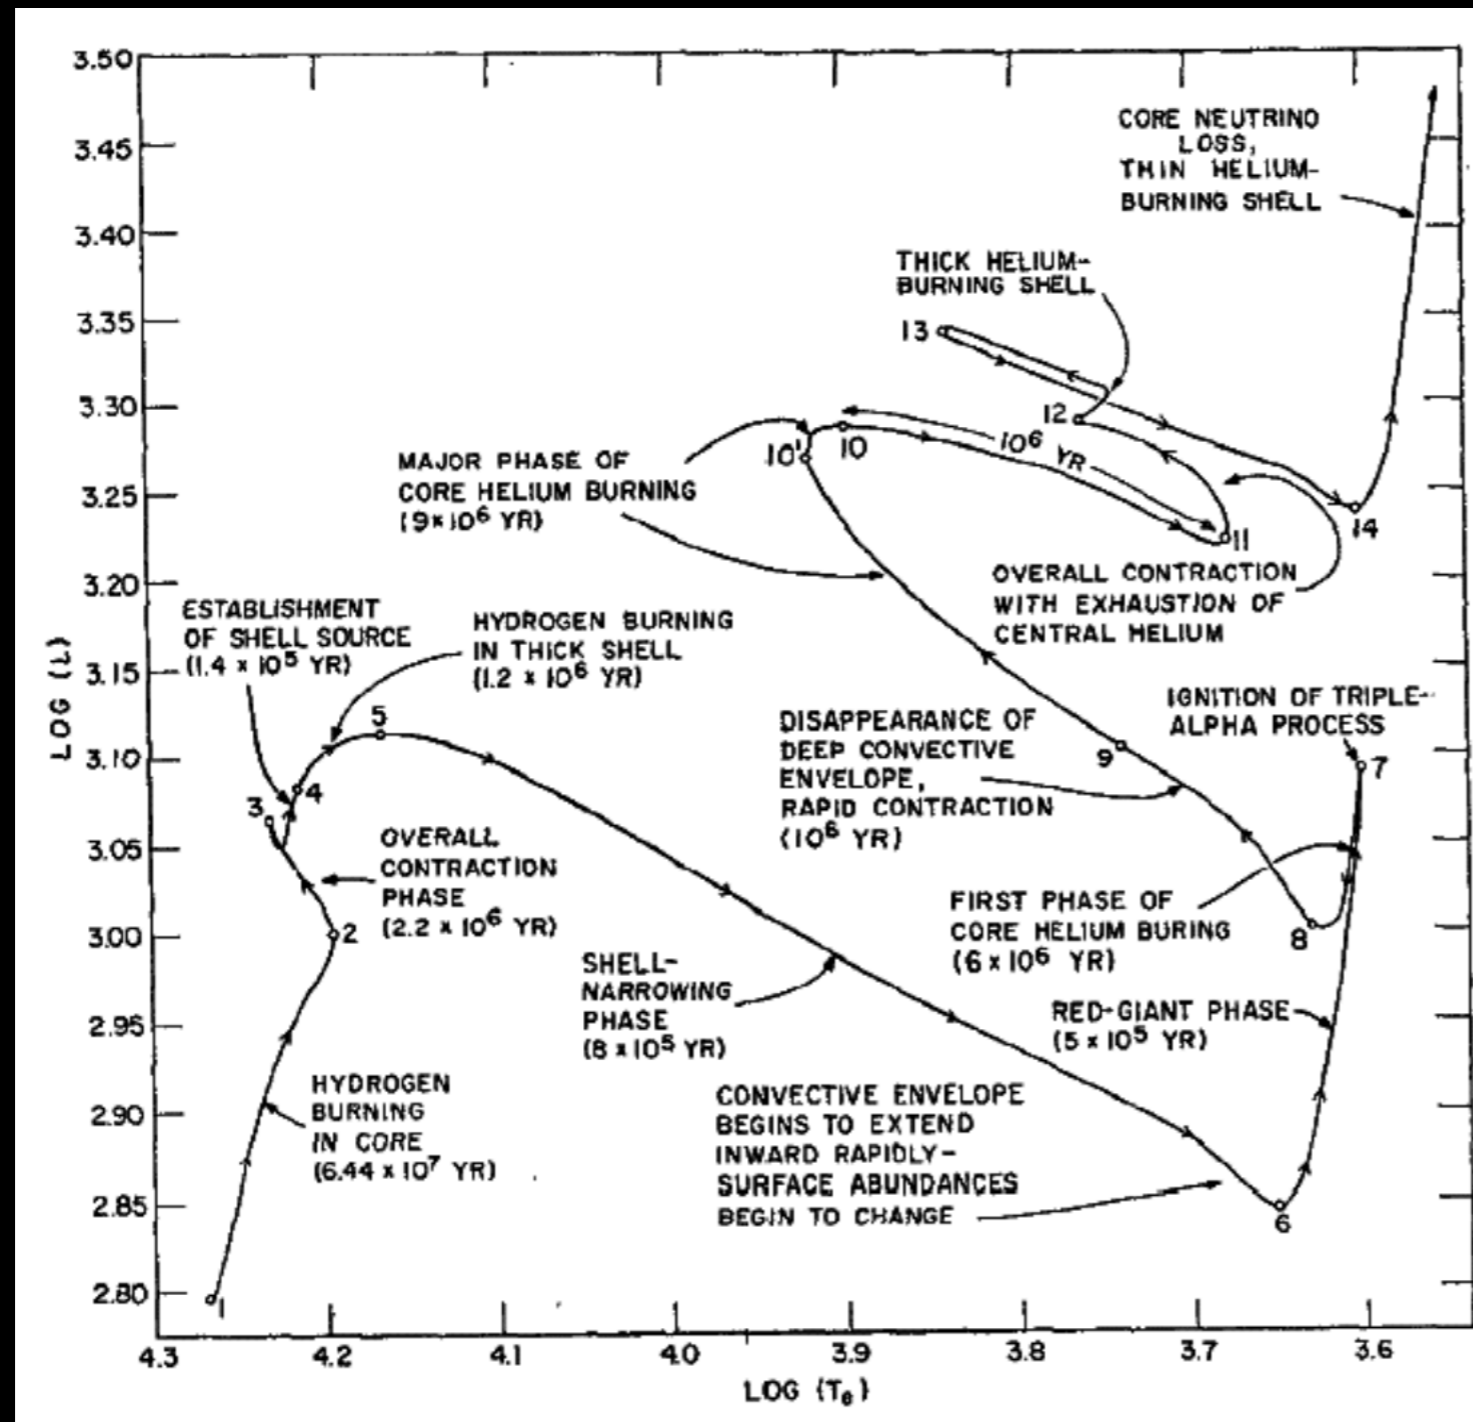 3.50
3.45
3.40
3.35
3.30
3.25
3.20
3.15
3.10
3.05
3.00
2.95
2.90
2.85
2.80
LOG (L)
4.3
4.2
4.1
4.0
3.9
3.8
3.7
3.6
LOG (Te)
CORE NEUTRINO
LOSS,
THIN HELIUM-
BURNING SHELL
THICK HELIUM-
BURNING SHELL
13
12
10'
10
10⁶ YR
11
14
MAJOR PHASE OF
CORE HELIUM BURNING
(9×10⁶ YR)
OVERALL CONTRACTION
WITH EXHAUSTION OF
CENTRAL HELIUM
ESTABLISHMENT
OF SHELL SOURCE
(1.4 × 10⁵ YR)
HYDROGEN BURNING
IN THICK SHELL
(1.2 × 10⁶ YR)
5
3
4
IGNITION OF TRIPLE-
ALPHA PROCESS
7
DISAPPEARANCE OF
DEEP CONVECTIVE
ENVELOPE,
RAPID CONTRACTION
(10⁶ YR)
9
OVERALL
CONTRACTION
PHASE
(2.2 × 10⁶ YR)
2
FIRST PHASE OF
CORE HELIUM BURING
(6 × 10⁶ YR)
8
SHELL-
NARROWING
PHASE
(8 × 10⁵ YR)
RED-GIANT PHASE
(5 × 10⁵ YR)
HYDROGEN
BURNING
IN CORE
(6.44 × 10⁷ YR)
CONVECTIVE ENVELOPE
BEGINS TO EXTEND
INWARD RAPIDLY-
SURFACE ABUNDANCES
BEGIN TO CHANGE
6
1